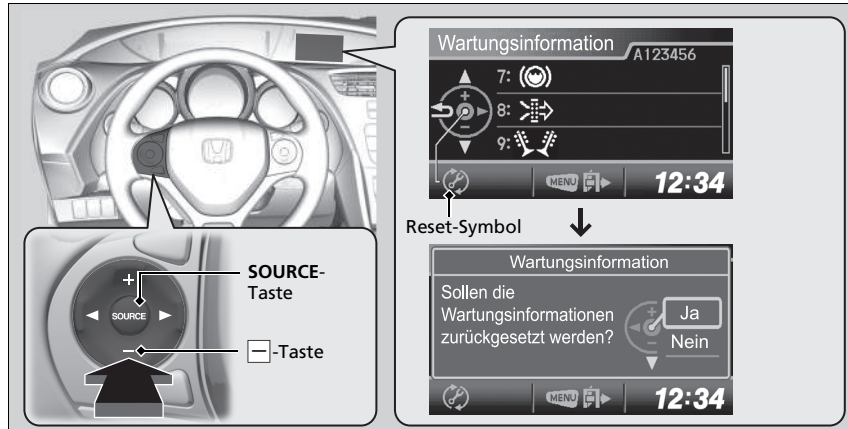 Wartungsinformation
A123456
7:
8:
9:
MENU
12:34
Reset-Symbol
Wartungsinformation
Sollen die
Wartungsinformationen
zurückgesetzt werden?
+
−
Ja
Nein
MENU
12:34
+
SOURCE
−
SOURCE-
Taste
−-Taste